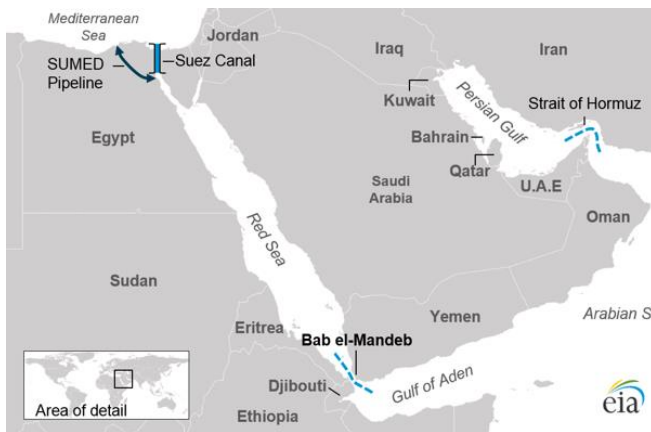 Mediterranean
Sea
Jordan
Iraq
Iran
SUMED
Pipeline
Suez Canal
Kuwait
Persian Gulf
Strait of Hormuz
Egypt
Bahrain
Qatar
U.A.E
Saudi
Arabia
Oman
Red Sea
Sudan
Yemen
Arabian S
Eritrea
Bab el-Mandeb
Djibouti
Gulf of Aden
Ethiopia
Area of detail
eia